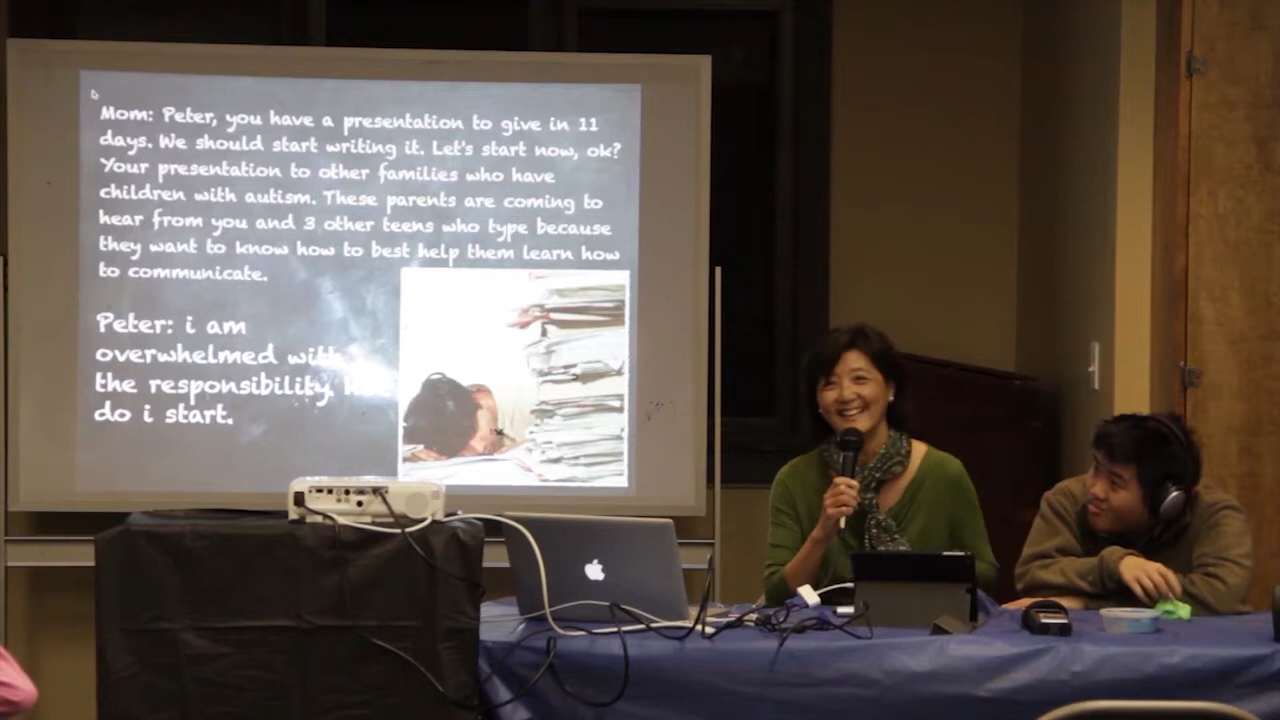 Mom: Peter, you have a presentation to give in 11
days. We should start writing it. Let's start now, ok?
Your presentation to other families who have
children with autism. These parents are coming to
hear from you and 3 other teens who type because
they want to know how to best help them learn how
to communicate.
Peter: i am
overwhelmed with
the responsibility.
do i start.